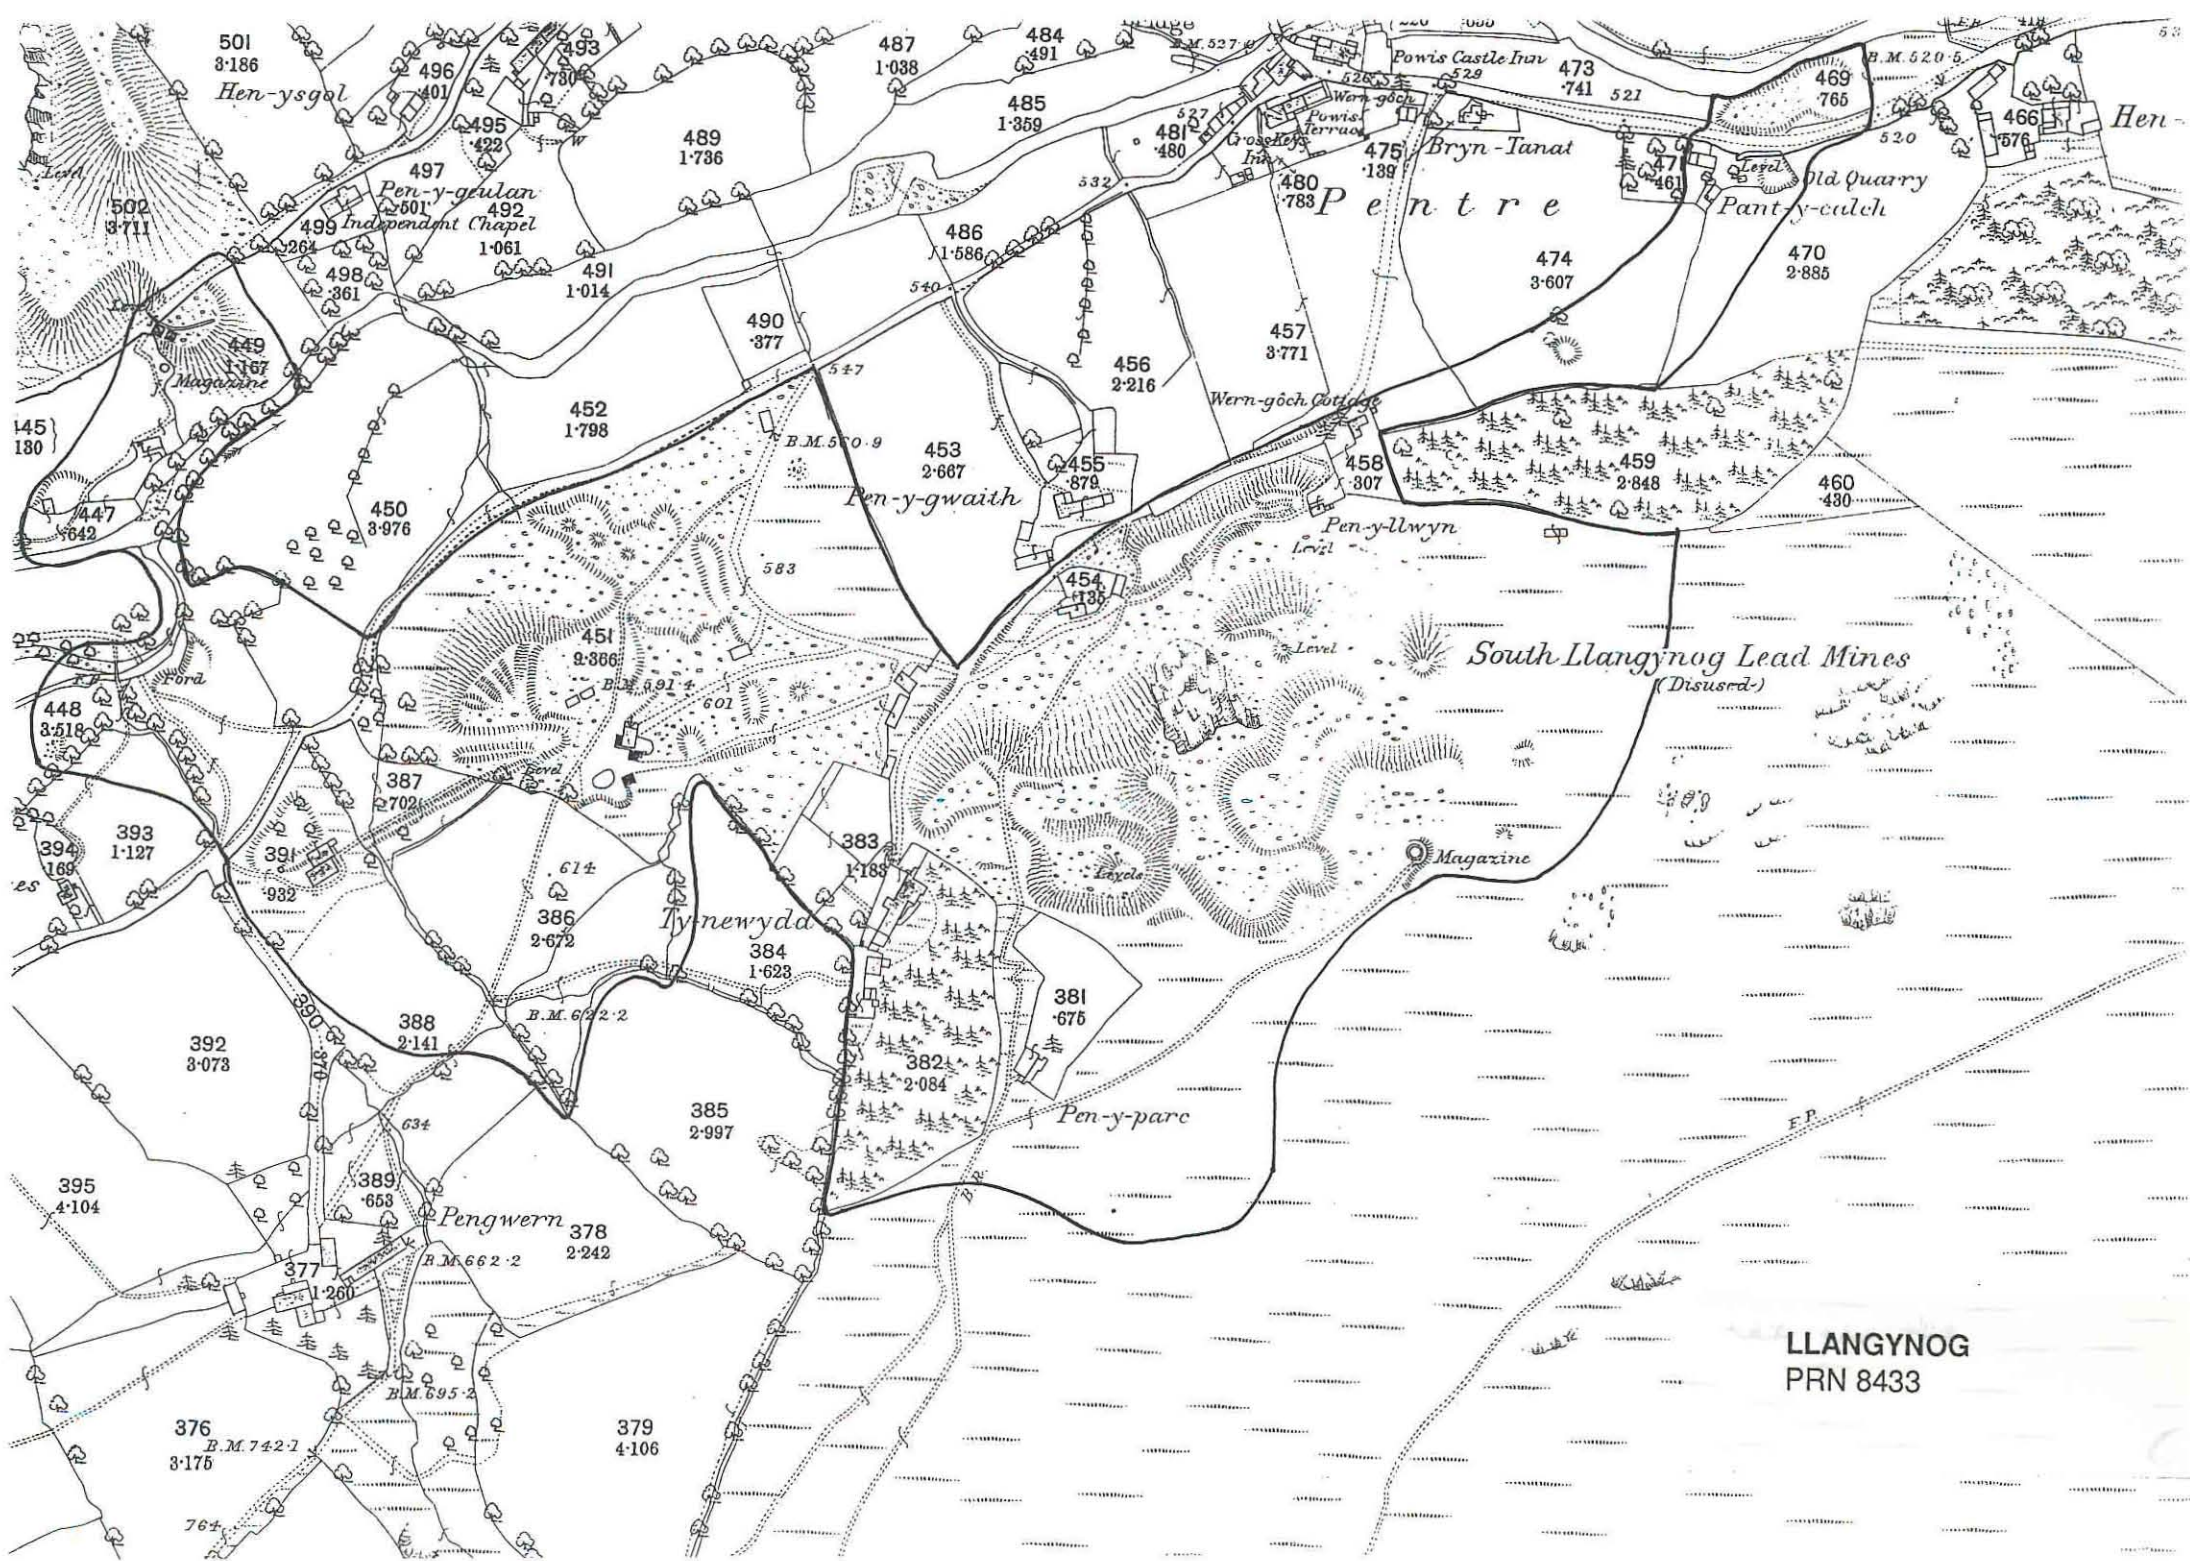 501
3·186
Hen-ysgol
496
·401
493
·730
487
1·038
484
·491
B.M.527·0
Powis Castle Inn
529
526
473
·741
521
469
·765
B.M.520·5
520
466
·576
Hen-
495
·422
W
489
1·736
485
1·359
527
481
·480
Wern-gôch
Powis
Terrace
Cross Keys
Inn
475
·139
Bryn-Tanat
471
·461
Level
Old Quarry
Pant-y-calch
Level
502
3·711
497
·501
Pen-y-geulan
Independent Chapel
499
·264
492
1·061
532
480
·783
Pentre
498
·361
491
1·014
486
1·586
540
474
3·607
470
2·885
449
1·167
Magazine
490
·377
547
457
3·771
456
2·216
Wern-gôch Cottage
452
1·798
B.M.560·9
453
2·667
Pen-y-gwaith
455
·879
458
·307
459
2·848
460
·430
450
3·976
447
·642
Pen-y-llwyn
Level
583
454
·135
451
9·366
Level
South Llangynog Lead Mines
(Disused)
F.B.
Ford
B.M.591·4
601
448
3·518
Level
387
·702
393
1·127
394
·169
391
·932
614
383
1·183
Levels
Magazine
386
2·672
Ty-newydd
384
1·623
381
·675
B.M.622·2
390
·370
388
2·141
392
3·073
382
2·084
385
2·997
Pen-y-parc
F.P.
634
395
4·104
389
·653
B.R.
Pengwern
378
2·242
B.M.662·2
377
1·260
LLANGYNOG
PRN 8433
B.M.695·2
376
3·175
B.M.742·1
379
4·106
764